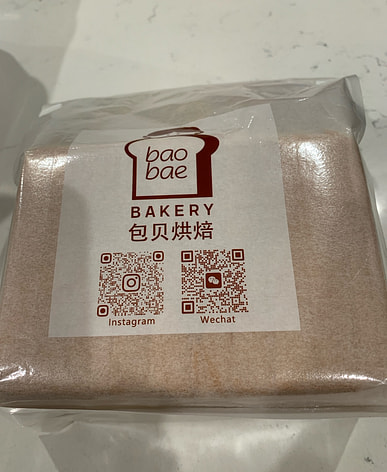 bao
bae
BAKERY
包贝烘焙
Instagram
Wechat